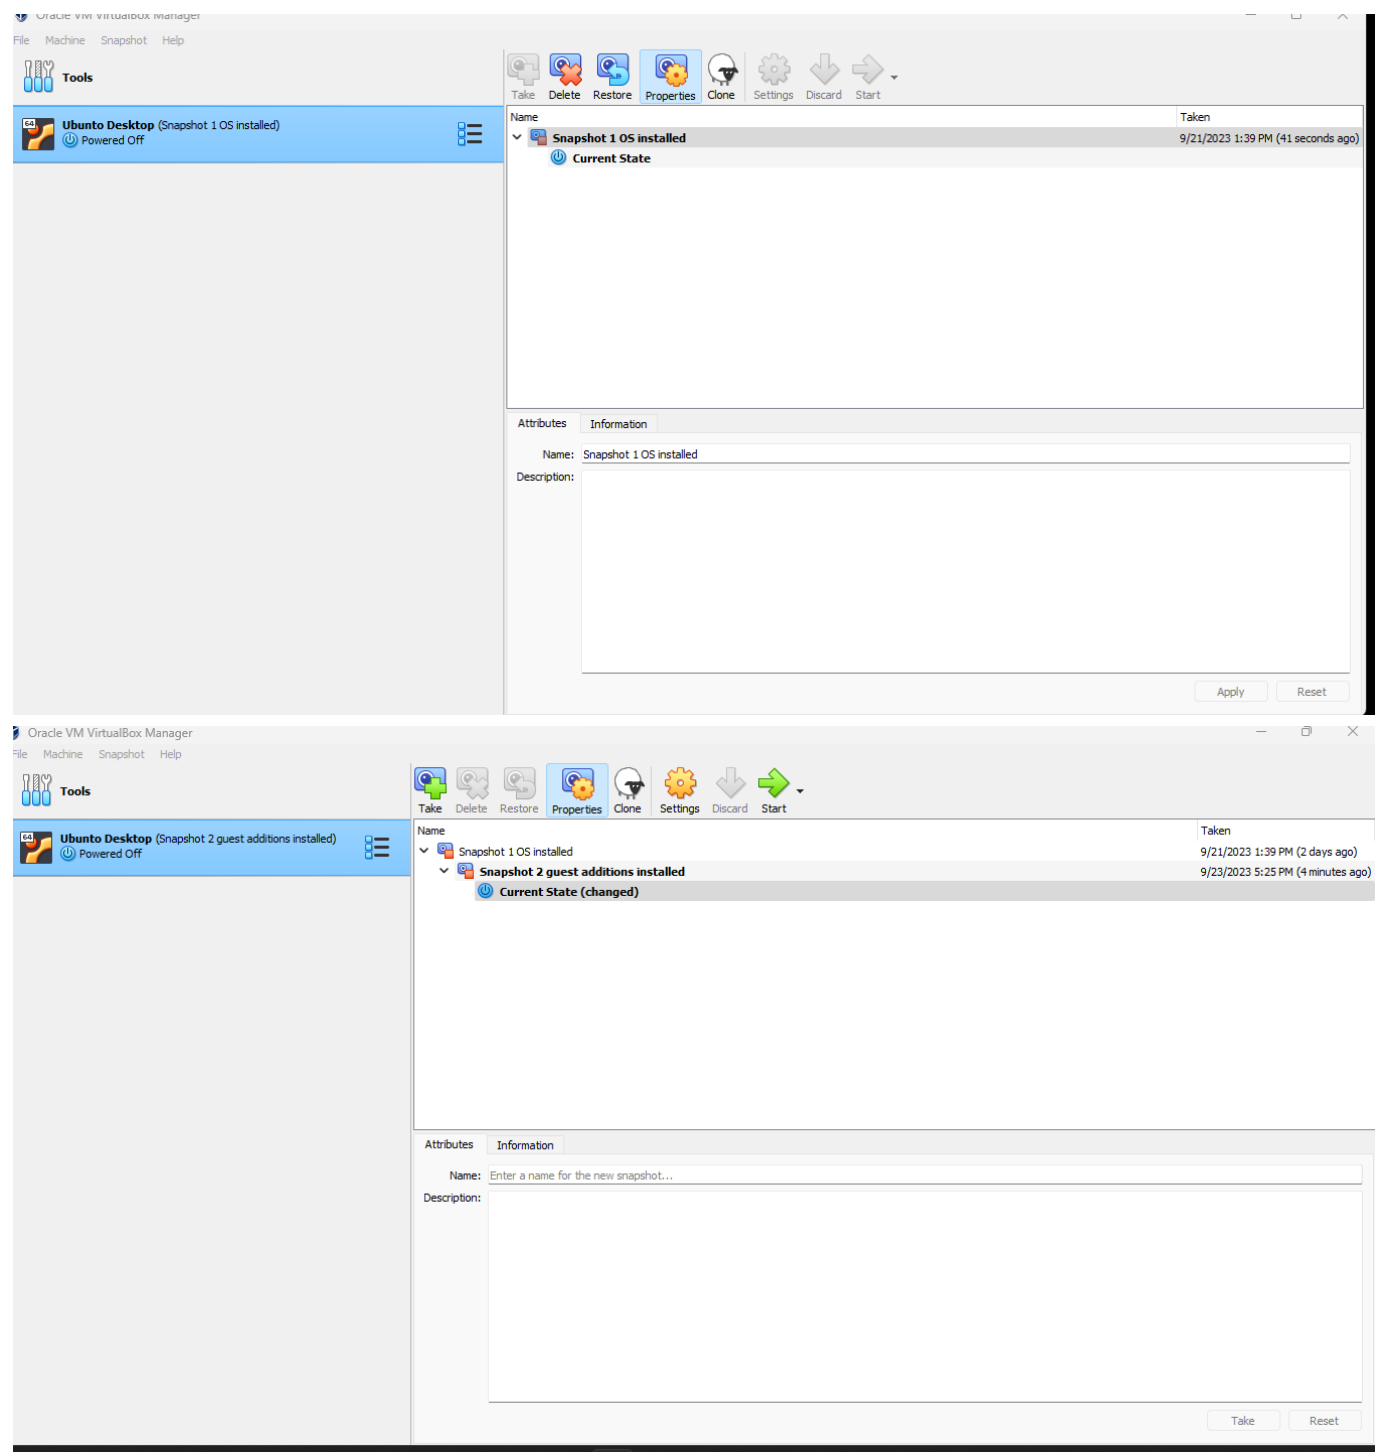 Oracle VM VirtualBox Manager
File Machine Snapshot Help
Tools
Take Delete Restore Properties Clone Settings Discard Start
64 Ubunto Desktop (Snapshot 1 OS installed)
Powered Off
Name Taken
Snapshot 1 OS installed 9/21/2023 1:39 PM (41 seconds ago)
Current State
Attributes Information
Name: Snapshot 1 OS installed
Description:
Apply Reset
Oracle VM VirtualBox Manager
File Machine Snapshot Help
Tools
Take Delete Restore Properties Clone Settings Discard Start
64 Ubunto Desktop (Snapshot 2 guest additions installed)
Powered Off
Name Taken
Snapshot 1 OS installed 9/21/2023 1:39 PM (2 days ago)
Snapshot 2 guest additions installed 9/23/2023 5:25 PM (4 minutes ago)
Current State (changed)
Attributes Information
Name: Enter a name for the new snapshot...
Description:
Take Reset